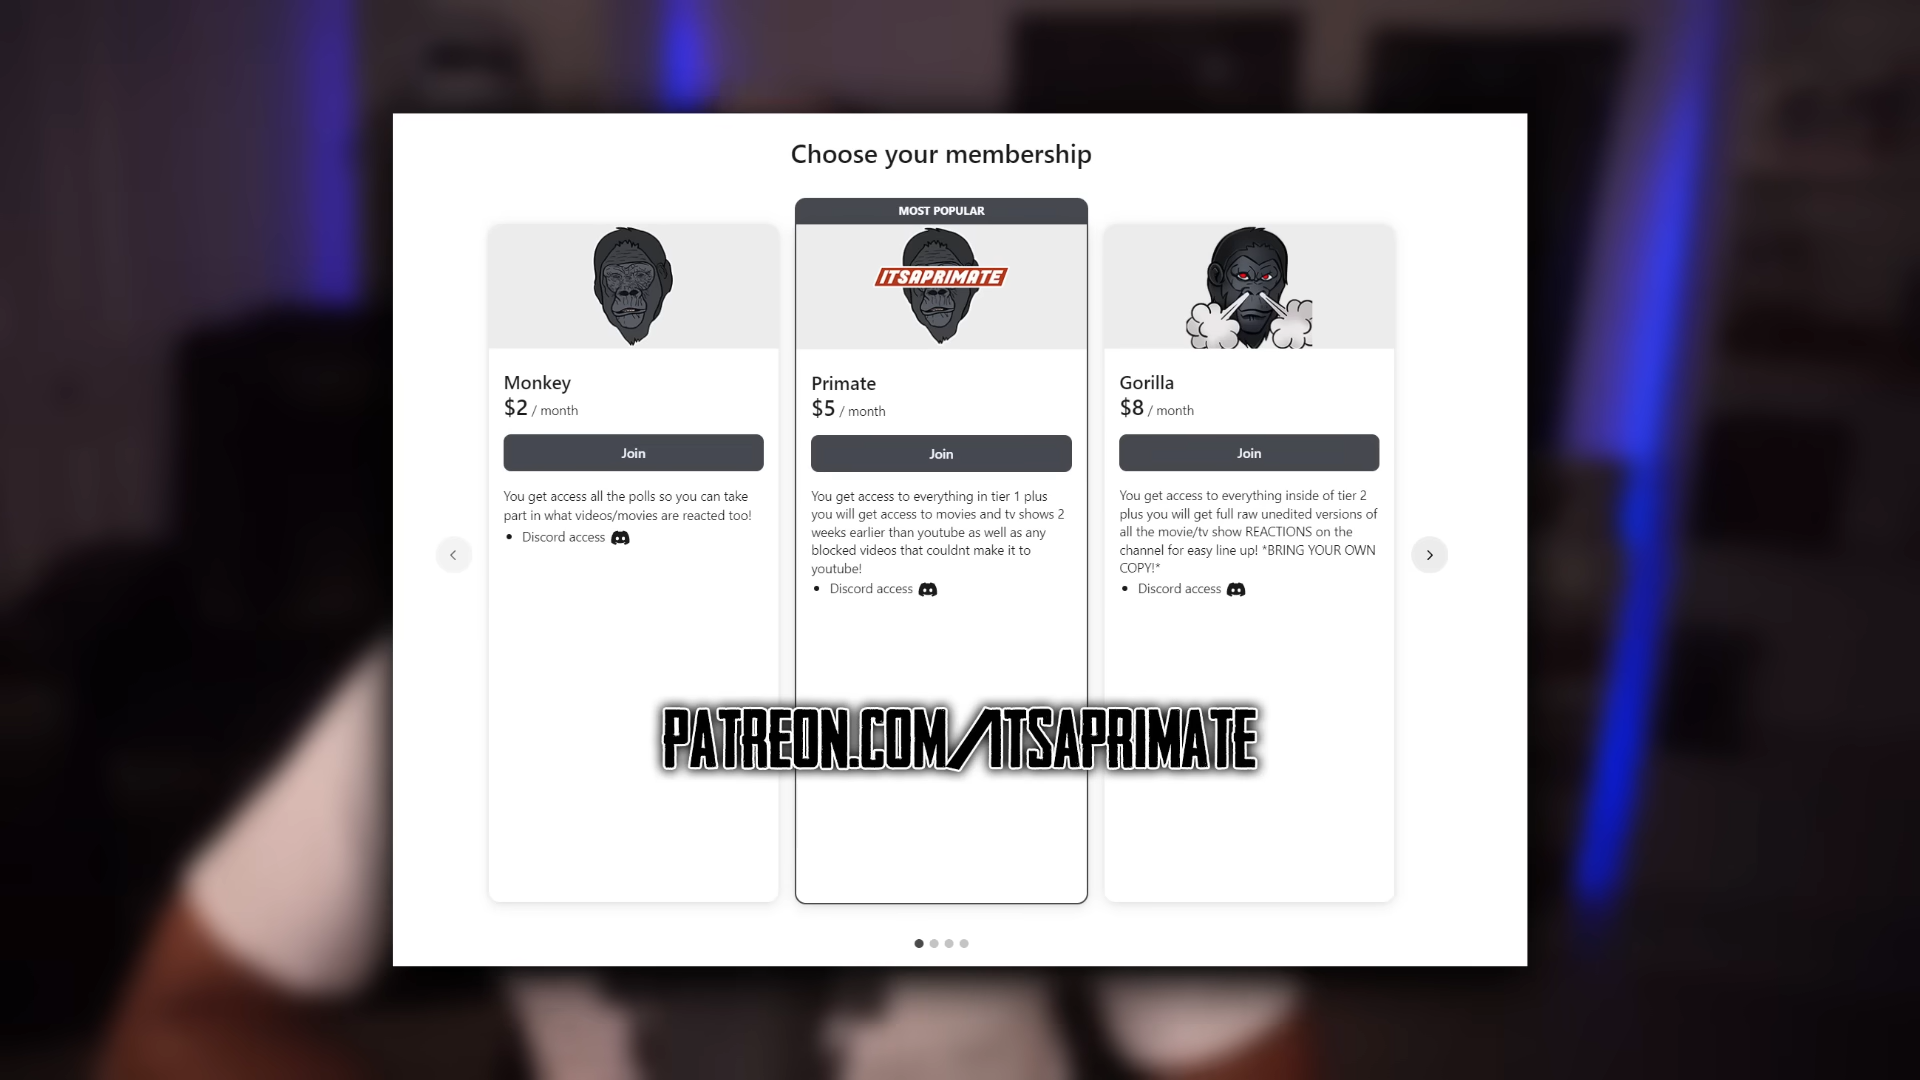 Choose your membership
MOST POPULAR
ITSAPRIMATE
Monkey
$2 / month
Join
You get access all the polls so you can take
part in what videos/movies are reacted too!
• Discord access
Primate
$5 / month
Join
You get access to everything in tier 1 plus
you will get access to movies and tv shows 2
weeks earlier than youtube as well as any
blocked videos that couldnt make it to
youtube!
• Discord access
Gorilla
$8 / month
Join
You get access to everything inside of tier 2
plus you will get full raw unedited versions of
all the movie/tv show REACTIONS on the
channel for easy line up! *BRING YOUR OWN
COPY!*
• Discord access
PATREON.COM/ITSAPRIMATE